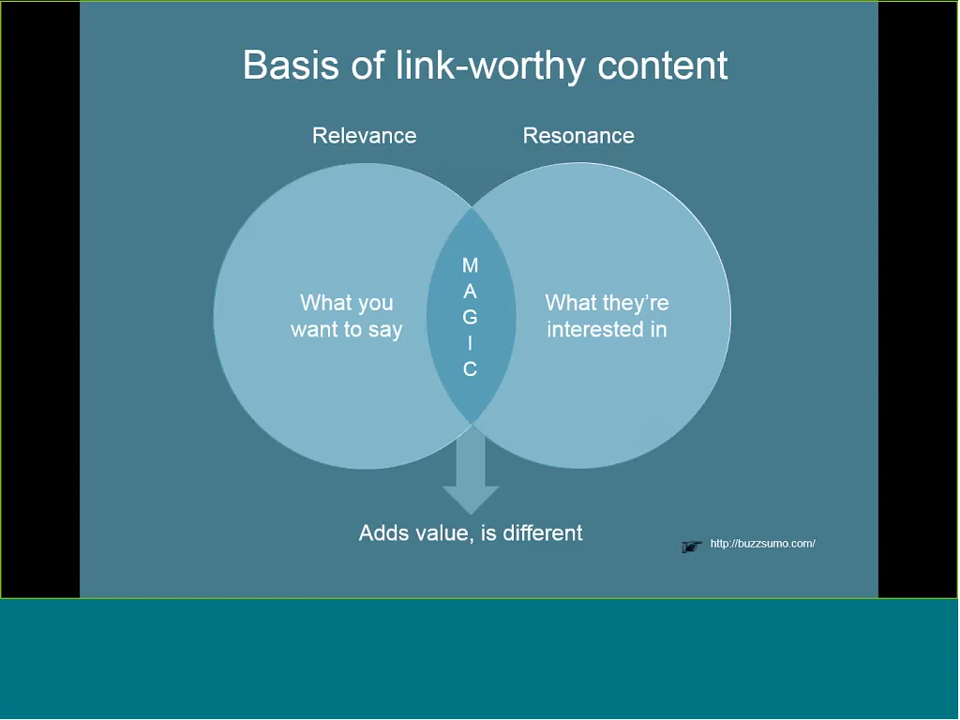 Basis of link-worthy content
Relevance
Resonance
What you
want to say
M
A
G
I
C
What they're
interested in
Adds value, is different
http://buzzsumo.com/